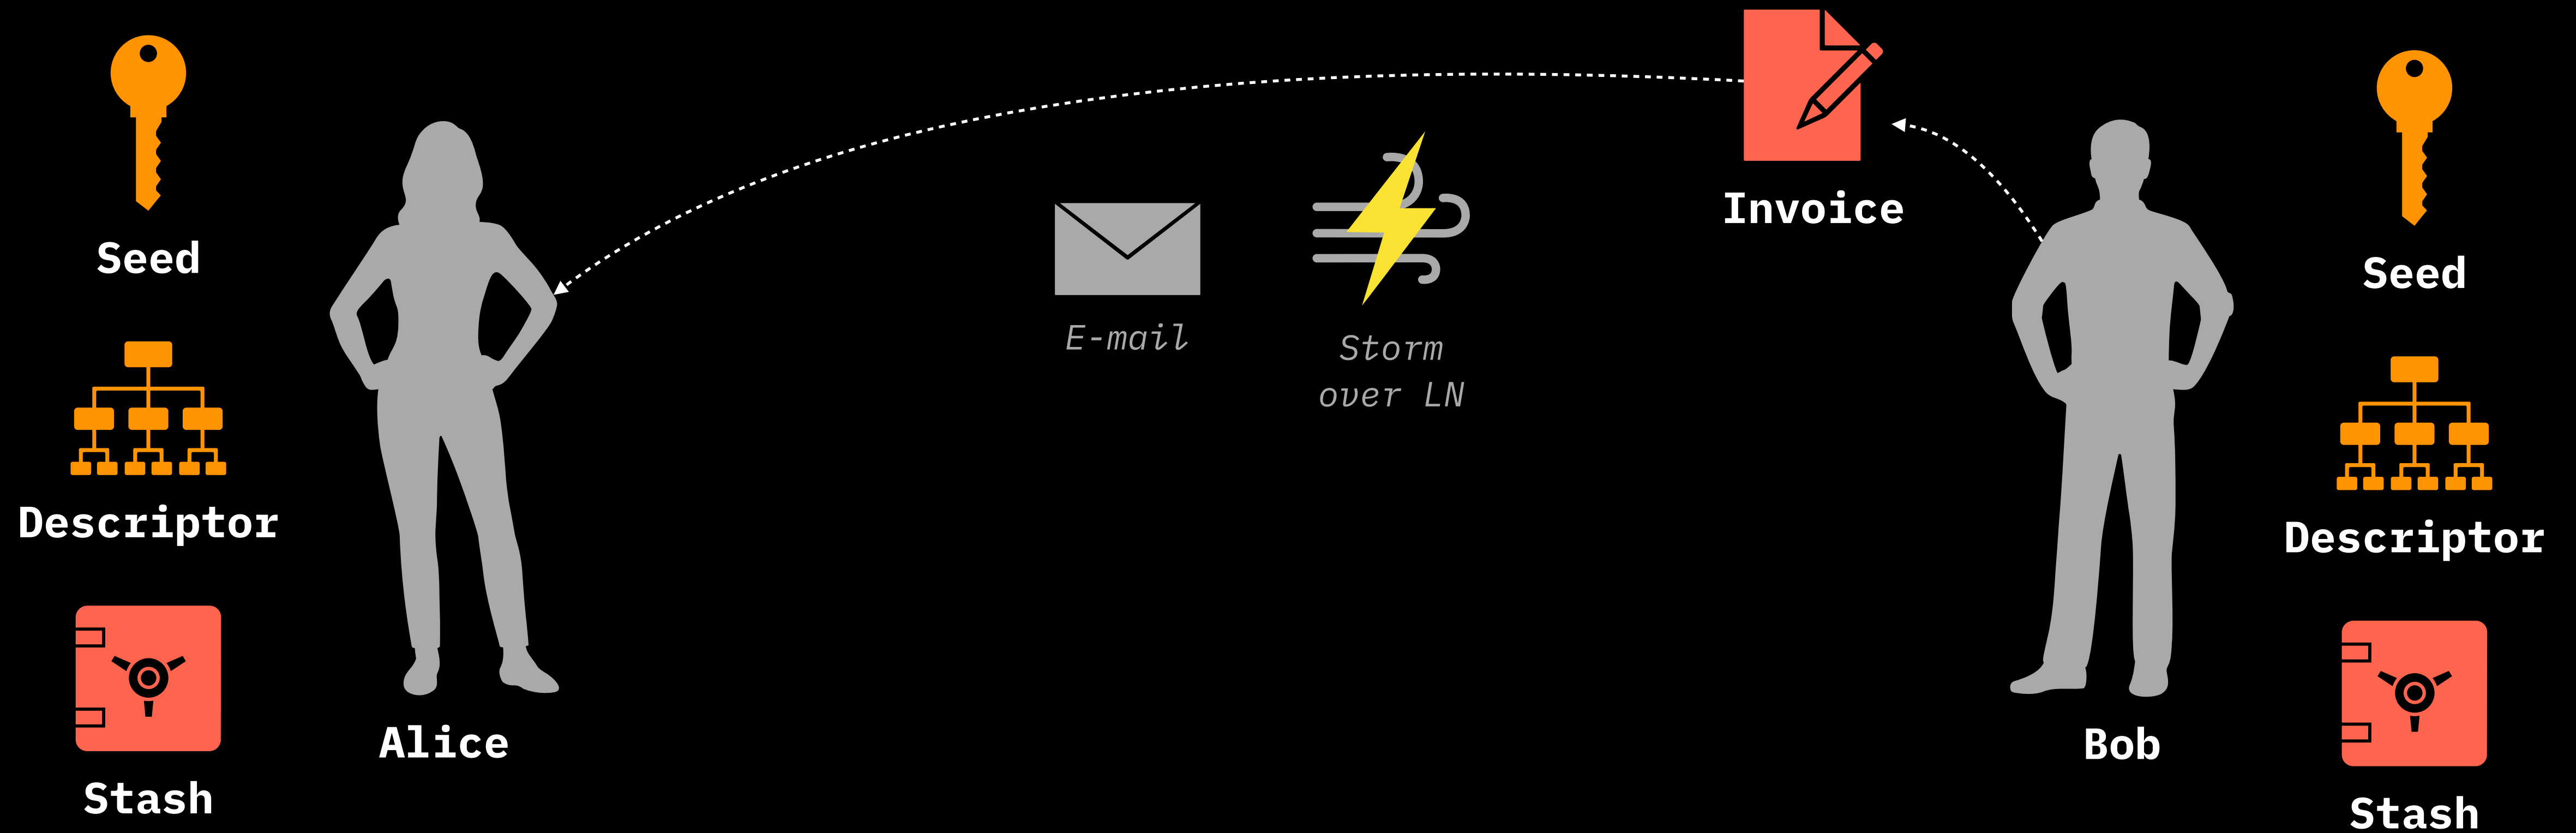 Seed
Descriptor
Stash
Alice
E-mail
Storm
over LN
Invoice
Bob
Seed
Descriptor
Stash